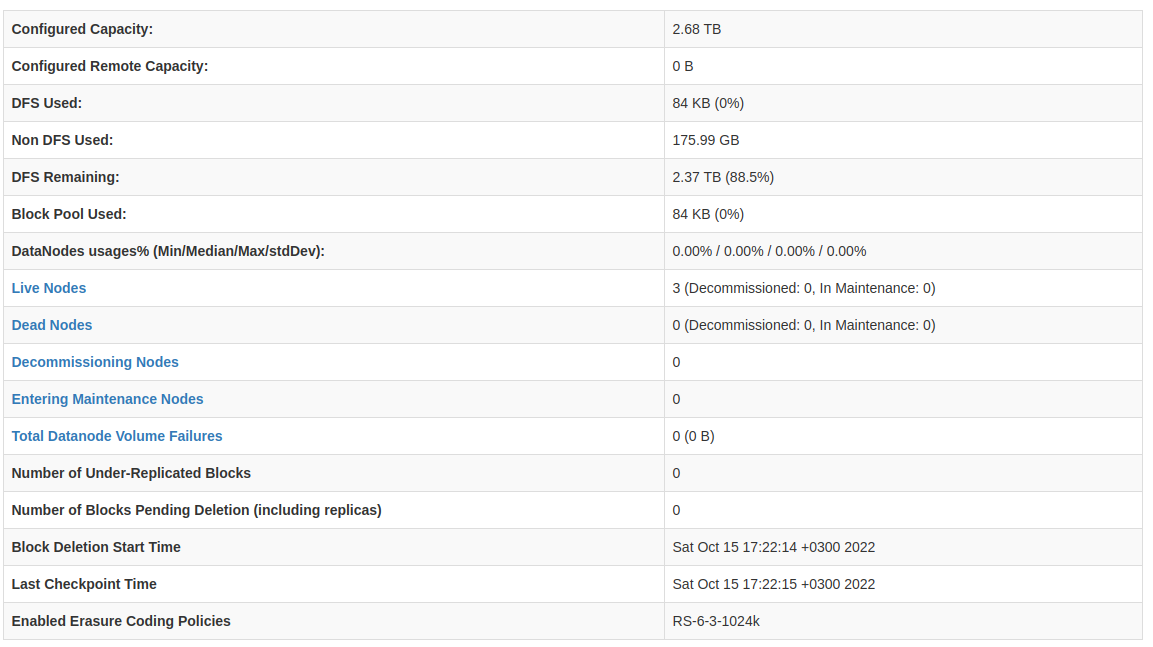 Configured Capacity: 2.68 TB
Configured Remote Capacity: 0 B
DFS Used: 84 KB (0%)
Non DFS Used: 175.99 GB
DFS Remaining: 2.37 TB (88.5%)
Block Pool Used: 84 KB (0%)
DataNodes usages% (Min/Median/Max/stdDev): 0.00% / 0.00% / 0.00% / 0.00%
Live Nodes 3 (Decommissioned: 0, In Maintenance: 0)
Dead Nodes 0 (Decommissioned: 0, In Maintenance: 0)
Decommissioning Nodes 0
Entering Maintenance Nodes 0
Total Datanode Volume Failures 0 (0 B)
Number of Under-Replicated Blocks 0
Number of Blocks Pending Deletion (including replicas) 0
Block Deletion Start Time Sat Oct 15 17:22:14 +0300 2022
Last Checkpoint Time Sat Oct 15 17:22:15 +0300 2022
Enabled Erasure Coding Policies RS-6-3-1024k